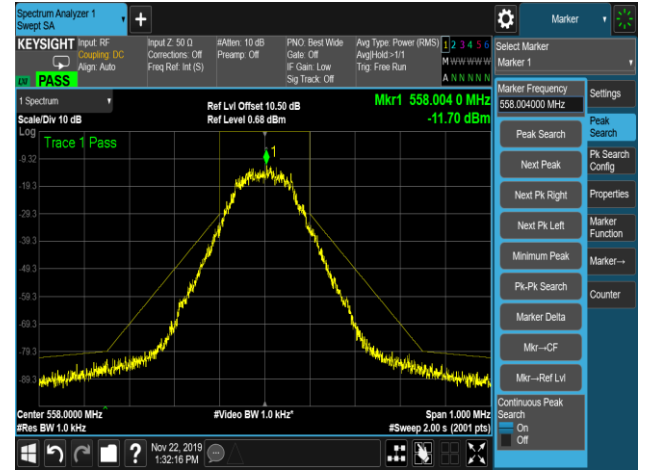 Spectrum Analyzer 1
Swept SA
+
Marker
KEYSIGHT
Input: RF
Coupling: DC
Align: Auto
Input Z: 50 Ω
Corrections: Off
Freq Ref: Int (S)
#Atten: 10 dB
Preamp: Off
PNO: Best Wide
Gate: Off
IF Gain: Low
Sig Track: Off
Avg Type: Power (RMS)
Avg|Hold:>1/1
Trig: Free Run
1 2 3 4 5 6
M W W W W W
A N N N N N
PASS
Select Marker
Marker 1
1 Spectrum
Scale/Div 10 dB
Log
Ref Lvl Offset 10.50 dB
Ref Level 0.68 dBm
Mkr1 558.004 0 MHz
-11.70 dBm
Trace 1 Pass
1
-9.32
-19.3
-29.3
-39.3
-49.3
-59.3
-69.3
-79.3
-89.3
Center 558.0000 MHz
#Res BW 1.0 kHz
#Video BW 1.0 kHz*
Span 1.000 MHz
#Sweep 2.00 s (2001 pts)
Marker Frequency
558.004000 MHz
Peak Search
Next Peak
Next Pk Right
Next Pk Left
Minimum Peak
Pk-Pk Search
Marker Delta
Mkr→CF
Mkr→Ref Lvl
Continuous Peak
Search
On
Off
Settings
Peak
Search
Pk Search
Config
Properties
Marker
Function
Marker→
Counter
?
Nov 22, 2019
1:32:16 PM